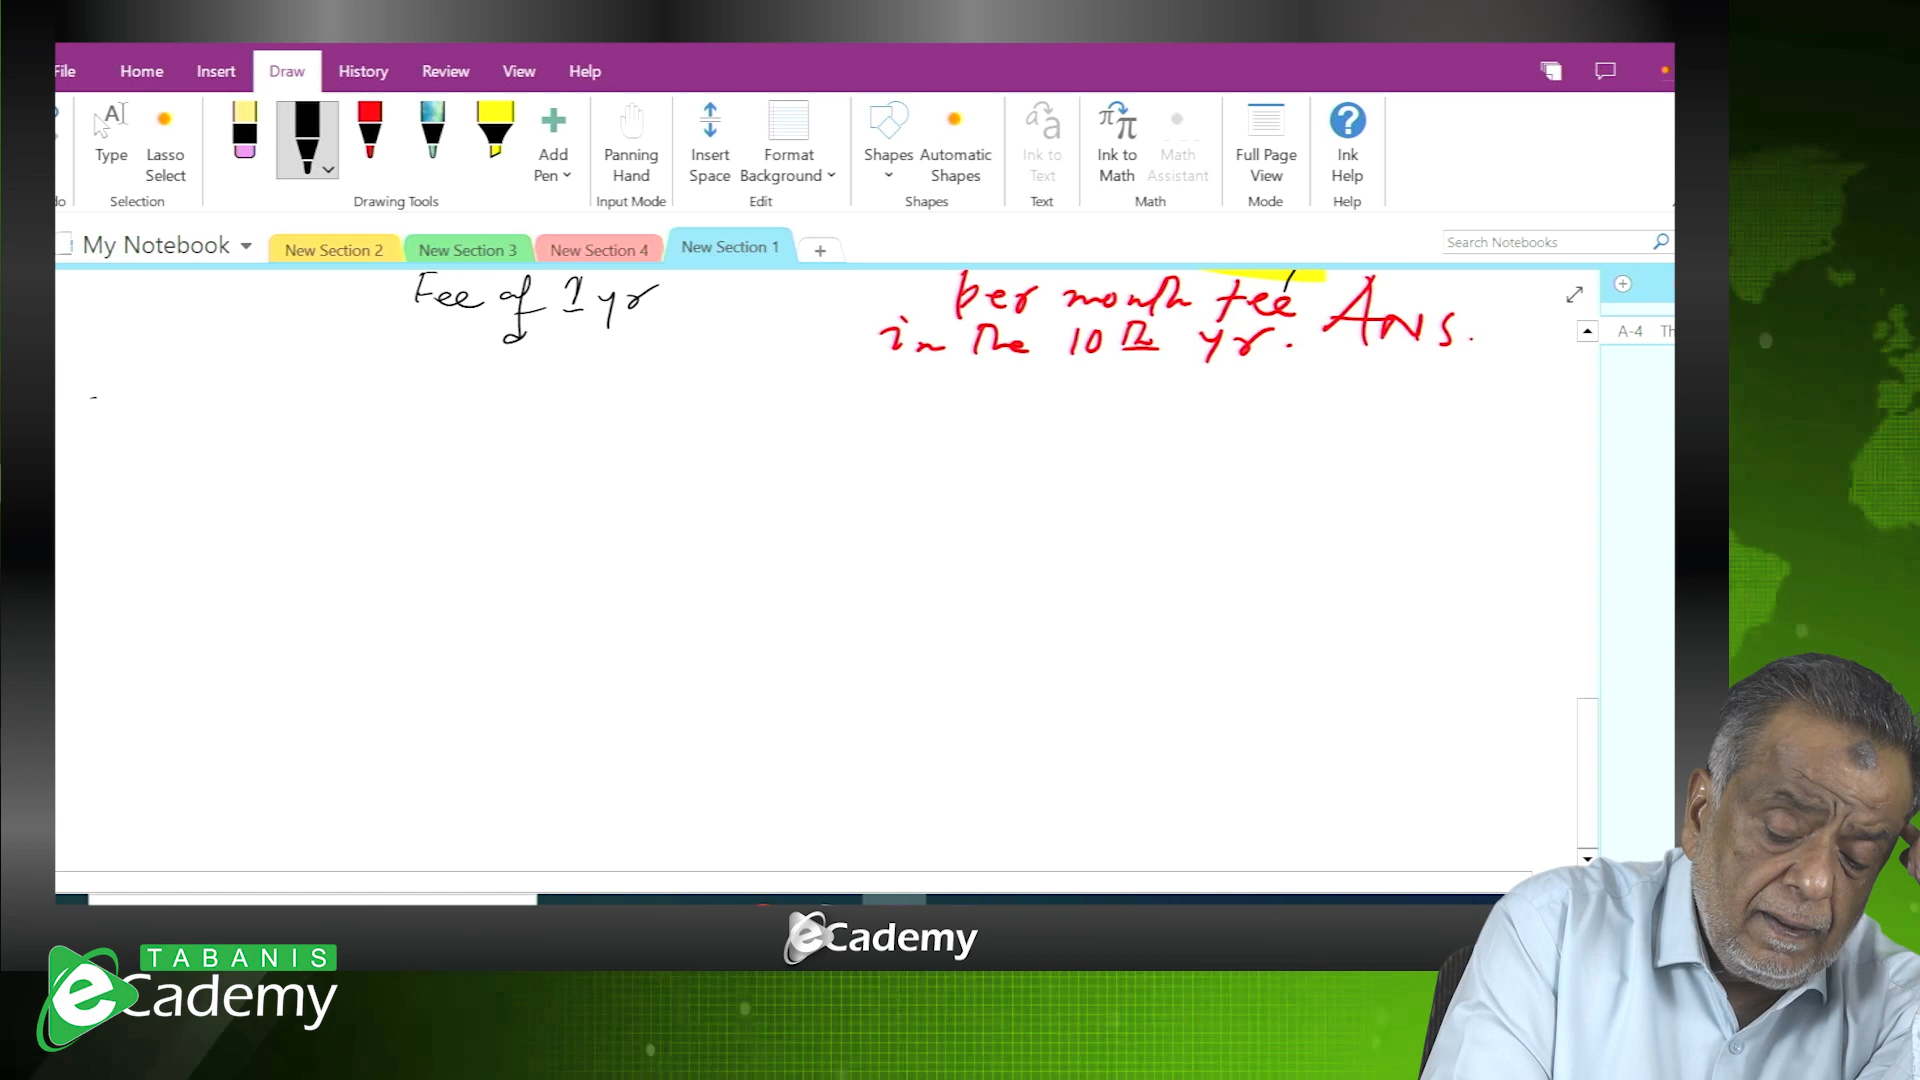 File Home Insert Draw History Review View Help
Type
Lasso Select
Selection
Drawing Tools
Add Pen
Panning Hand
Input Mode
Insert Space
Format Background
Edit
Shapes
Automatic Shapes
Shapes
Ink to Text
Text
Ink to Math
Math Assistant
Math
Full Page View
Mode
Ink Help
Help
My Notebook New Section 2 New Section 3 New Section 4 New Section 1 +
Search Notebooks
Fee of 1 yr
per month fee
in the 10th yr. Ans.
A-4 Th
eCademy
TABANIS
eCademy